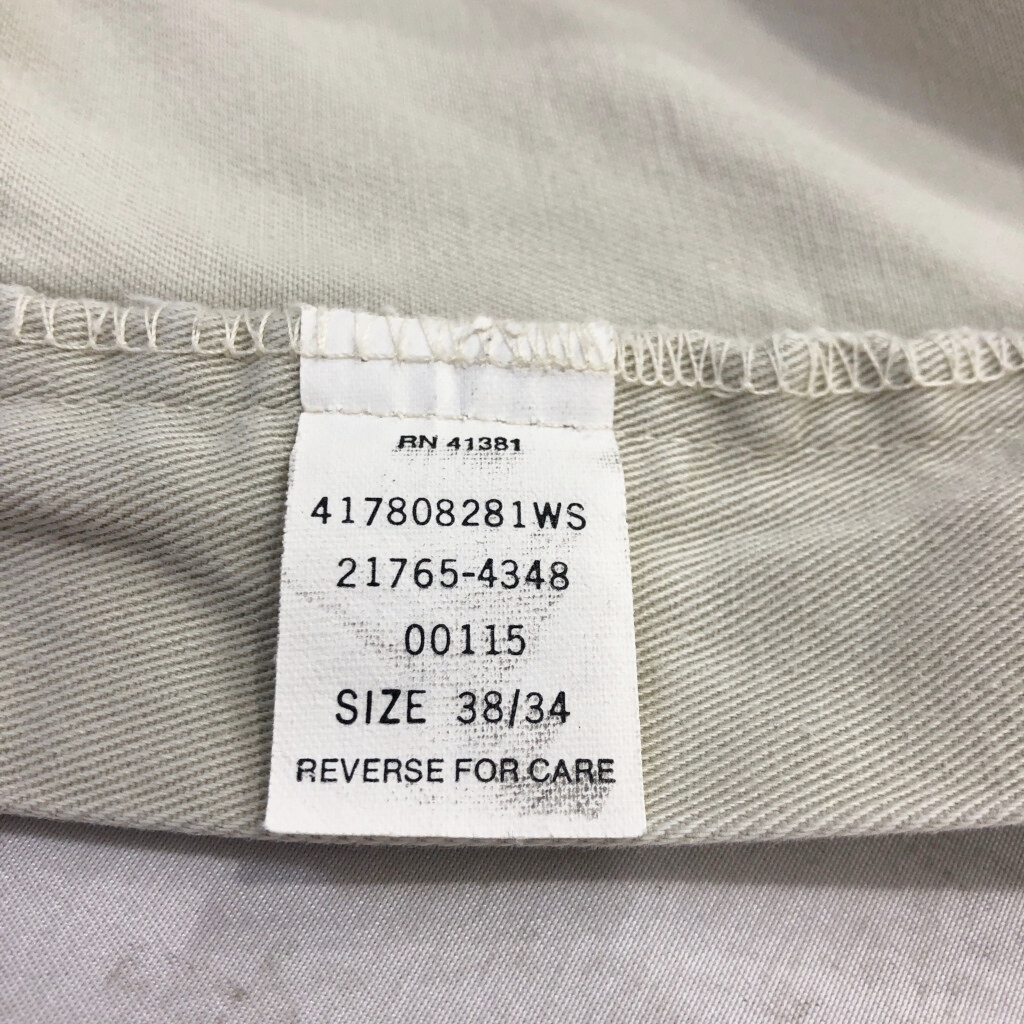 RN 41381
417808281WS
21765-4348
00115
SIZE 38/34
REVERSE FOR CARE